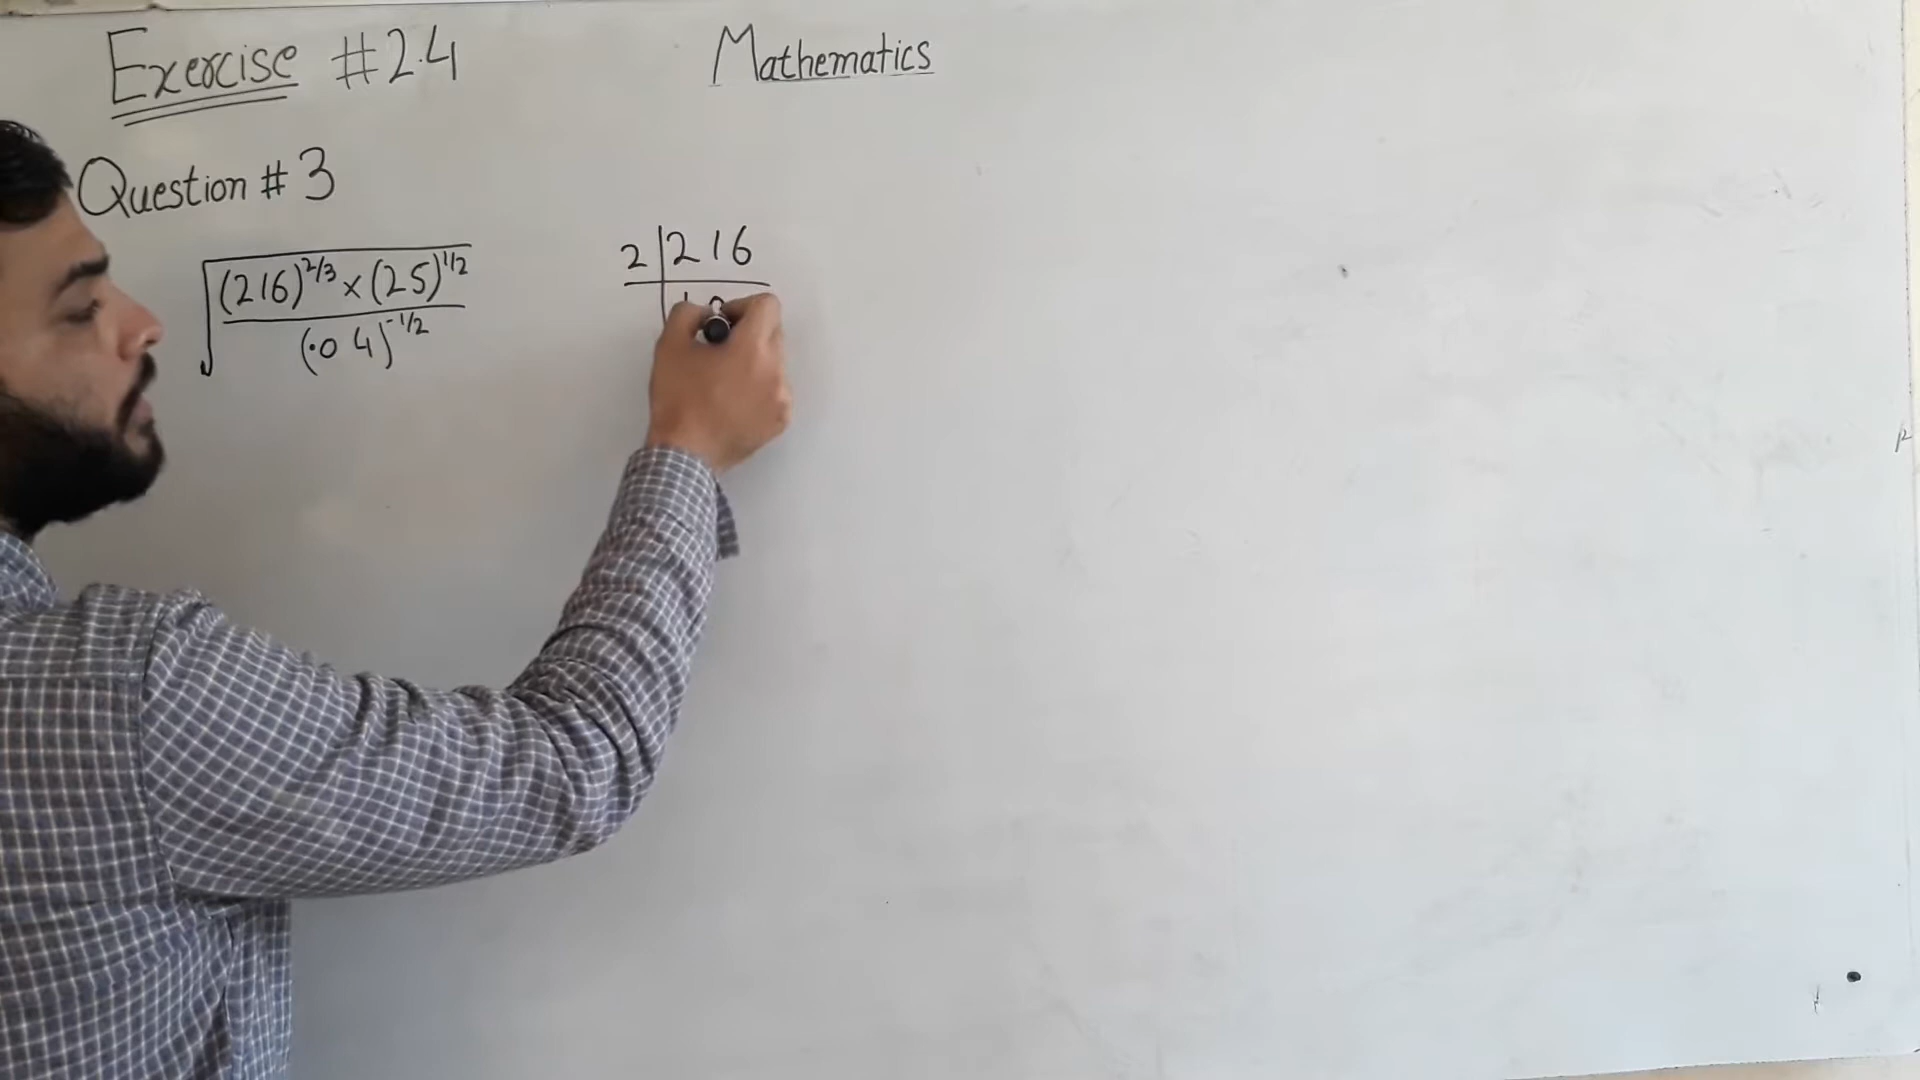 Exercise #2.4
Mathematics
Question # 3
√((216)^2/3 × (25)^1/2
(.04)^-1/2)
2 | 216